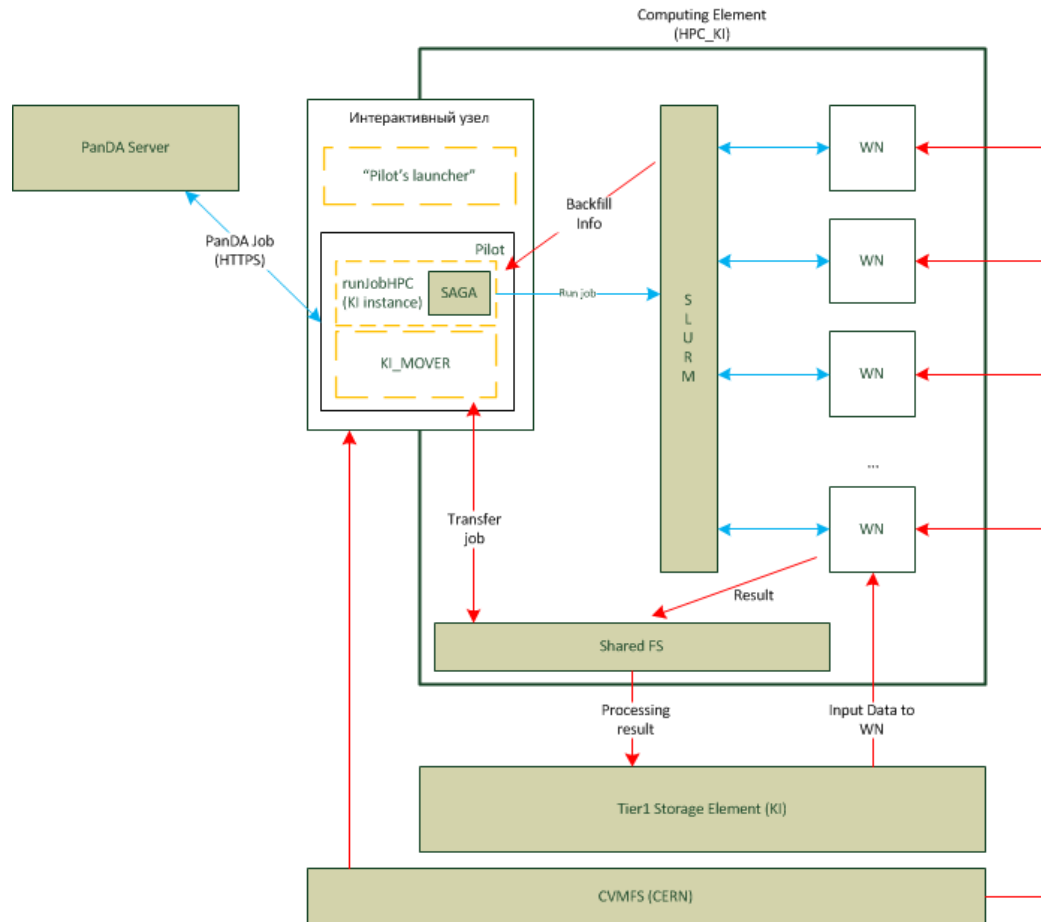 Computing Element
(HPC_KI)
Интерактивный узел
PanDA Server
"Pilot's launcher"
WN
Backfill
Info
PanDA Job
(HTTPS)
Pilot
runJobHPC
(KI instance)
SAGA
Run job
SLURM
WN
KI_MOVER
WN
...
Transfer
job
WN
Result
Shared FS
Processing
result
Input Data to
WN
Tier1 Storage Element (KI)
CVMFS (CERN)